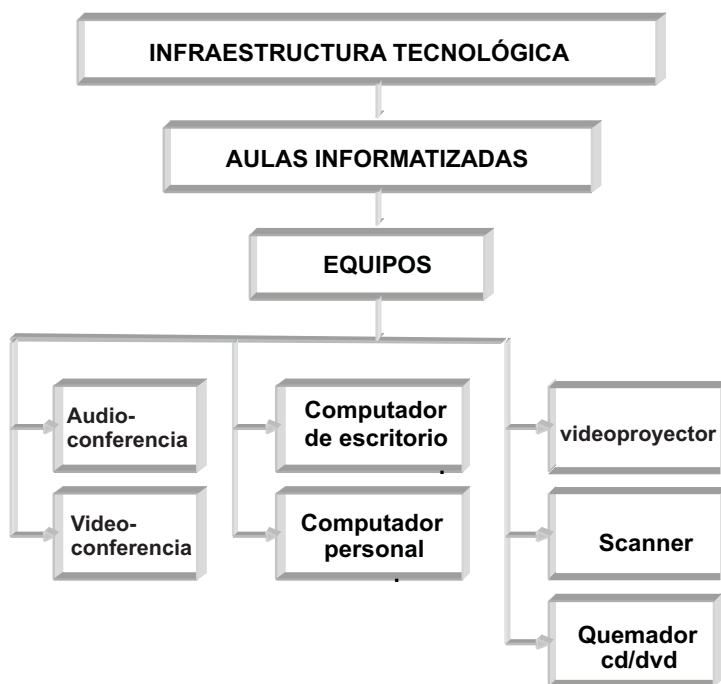 INFRAESTRUCTURA TECNOLÓGICA
AULAS INFORMATIZADAS
EQUIPOS
Audio-
conferencia
Video-
conferencia
Computador
de escritorio
.
Computador
personal
.
videoproyector
Scanner
Quemador
cd/dvd